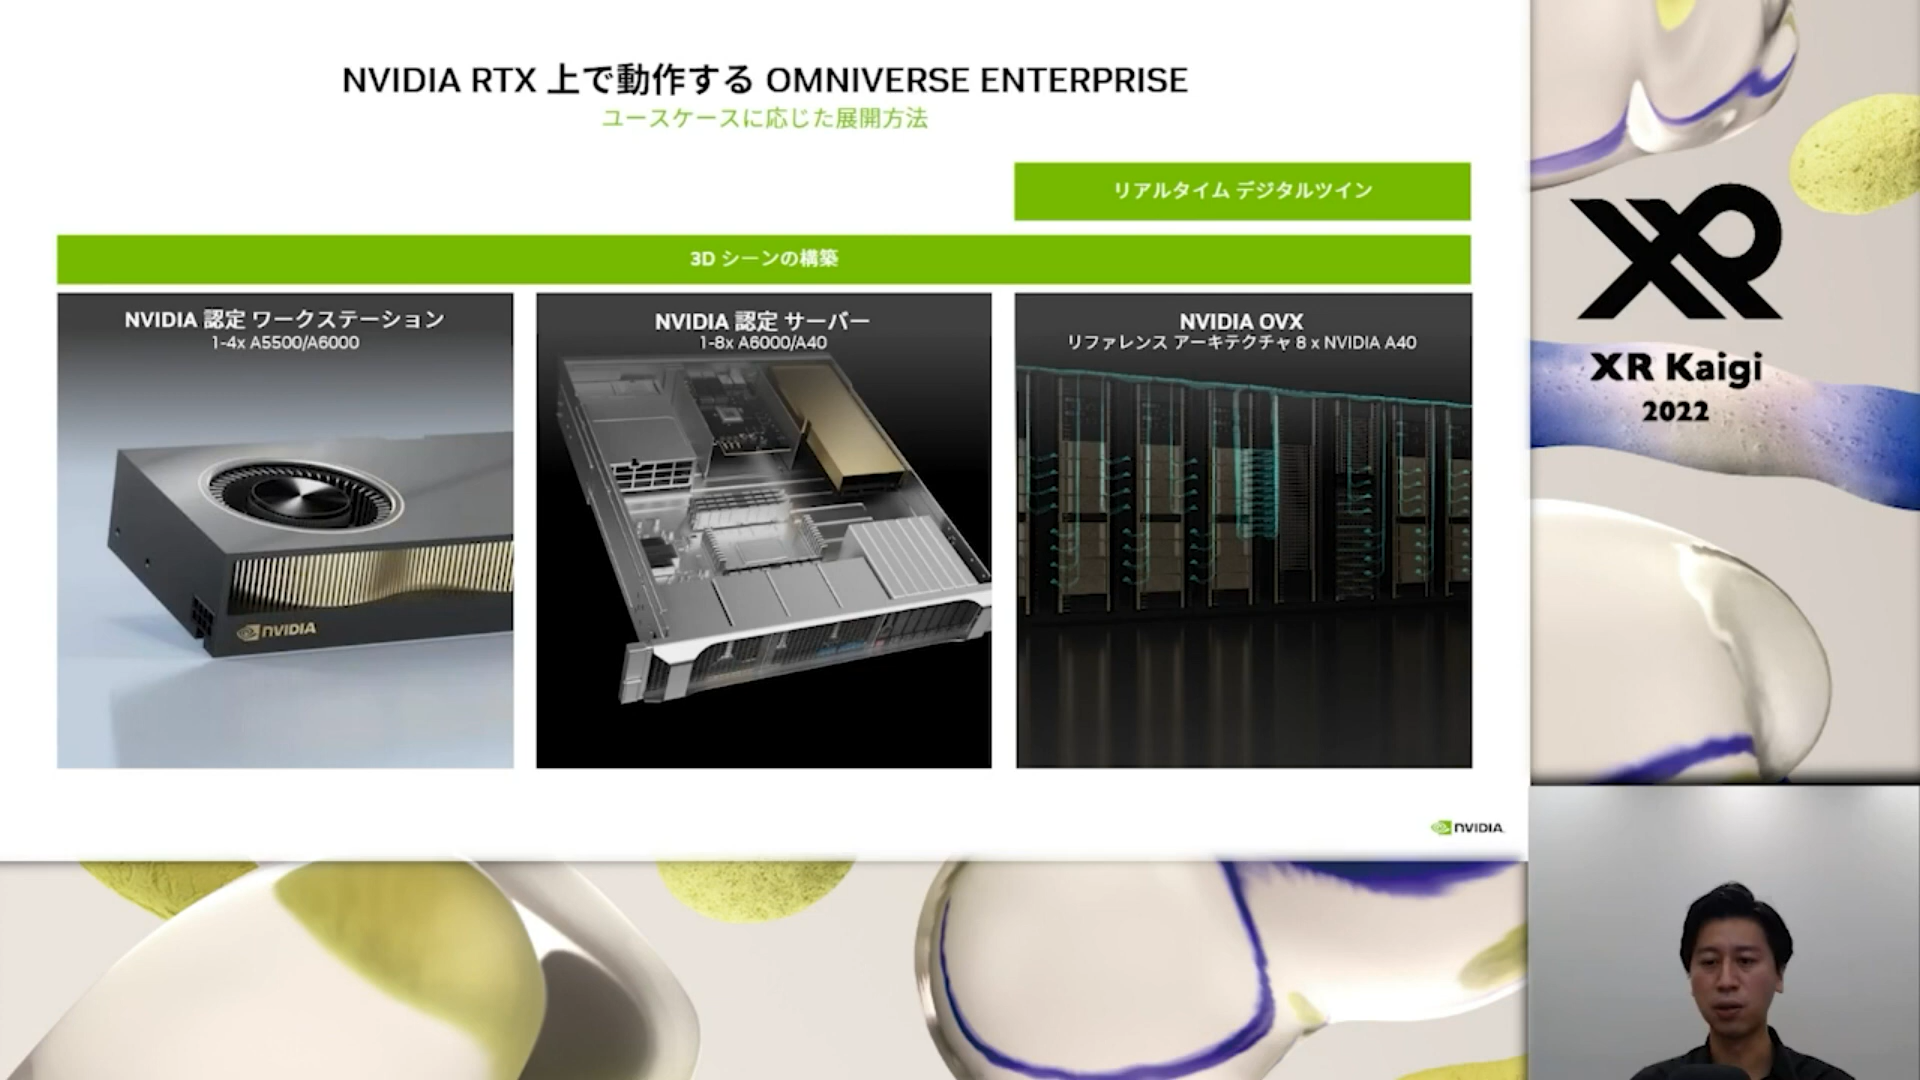 NVIDIA RTX 上で動作する OMNIVERSE ENTERPRISE
ユースケースに応じた展開方法
リアルタイム デジタルツイン
3D シーンの構築
NVIDIA 認定 ワークステーション
1-4x A5500/A6000
NVIDIA
NVIDIA 認定 サーバー
1-8x A6000/A40
NVIDIA OVX
リファレンス アーキテクチャ 8 x NVIDIA A40
NVIDIA
XR
XR Kaigi
2022